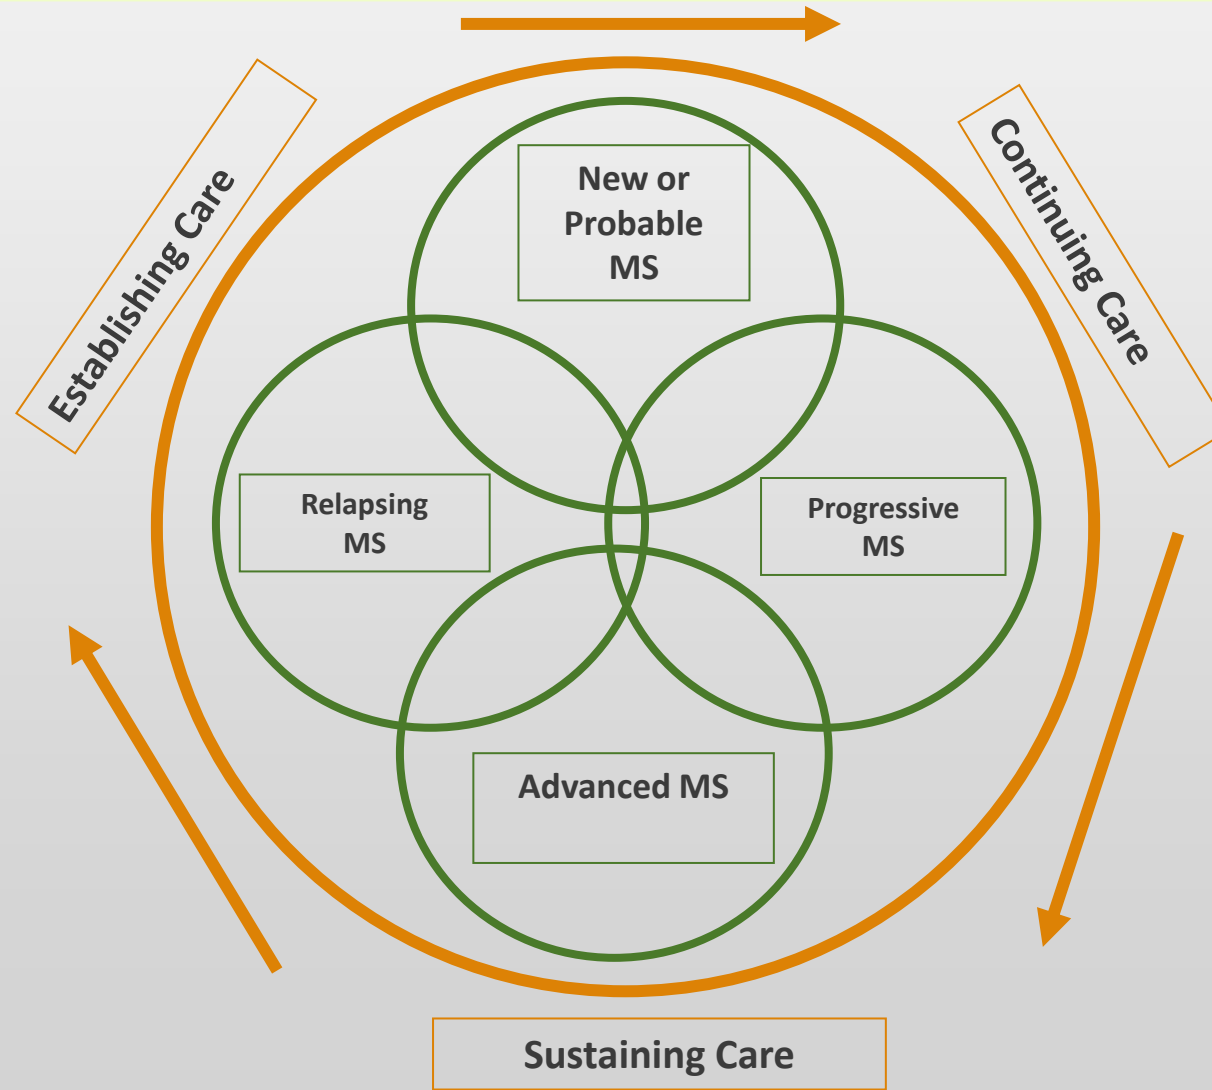 New or
Probable
MS
Establishing Care
Continuing Care
Relapsing
MS
Progressive
MS
Advanced MS
Sustaining Care